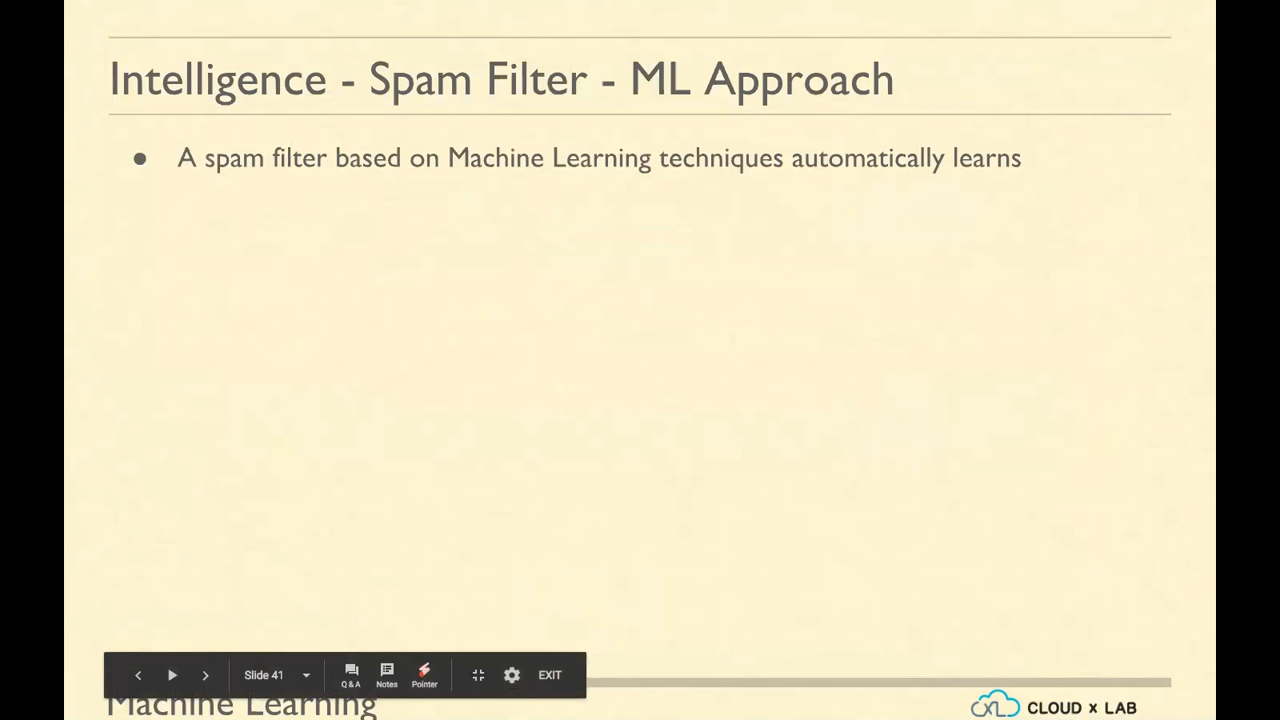 Intelligence - Spam Filter - ML Approach
● A spam filter based on Machine Learning techniques automatically learns
Slide 41
Q & A
Notes
Pointer
EXIT
Machine Learning
CLOUD x LAB